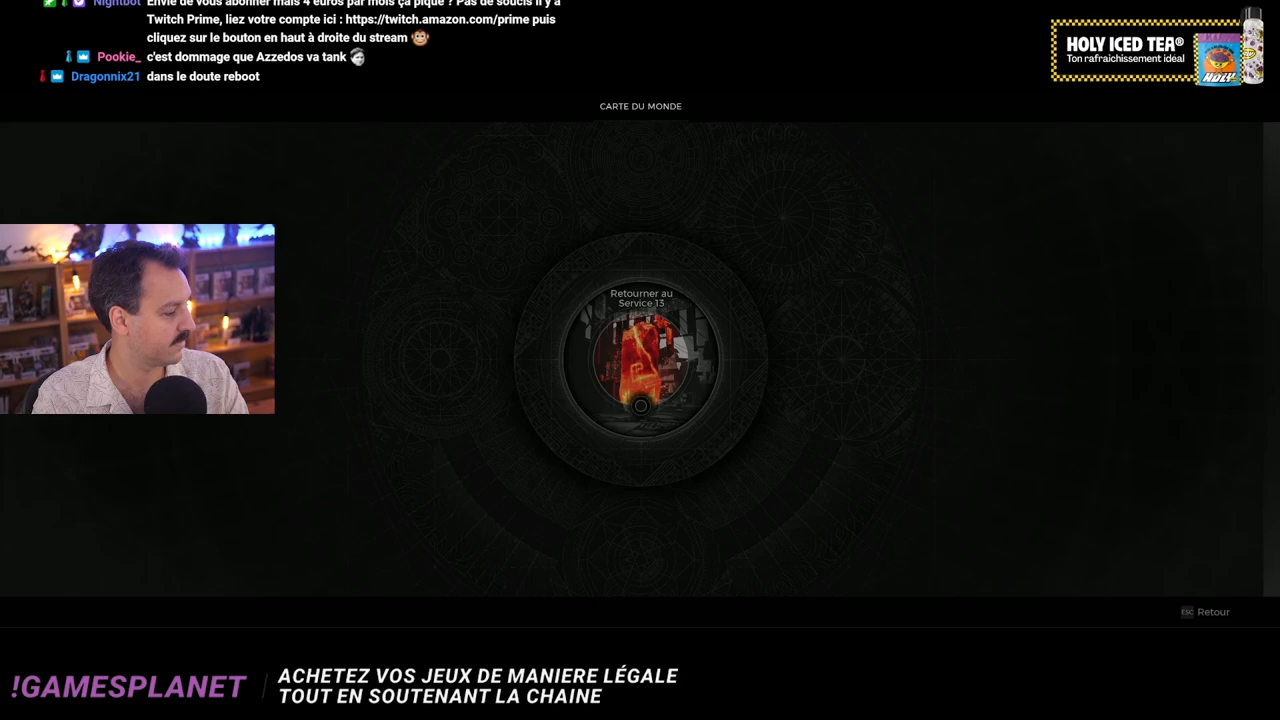 Nightbot Envie de vous abonner mais 4 euros par mois ça pique ? Pas de soucis il y a
Twitch Prime, liez votre compte ici : https://twitch.amazon.com/prime puis
cliquez sur le bouton en haut à droite du stream
Pookie_ c'est dommage que Azzedos va tank
Dragonnix21 dans le doute reboot
HOLY ICED TEA®
Ton rafraichissement idéal
HOLY
CARTE DU MONDE
Retourner au
Service 13
ESC Retour
!GAMESPLANET
ACHETEZ VOS JEUX DE MANIERE LÉGALE
TOUT EN SOUTENANT LA CHAINE